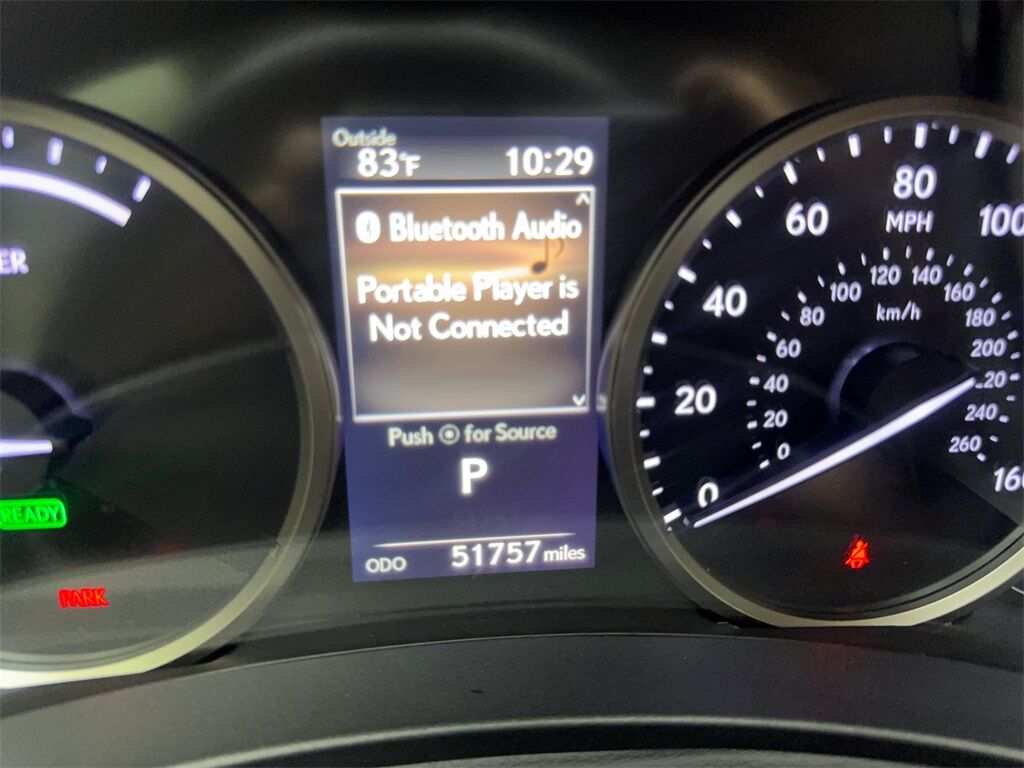 Outside
83°F 10:29
Bluetooth Audio
Portable Player is
Not Connected
Push for Source
P
ODO 51757 miles
ER
READY
PARK
0
20
40
60
80
100
160
MPH
km/h
0
20
40
60
80
100
120
140
160
180
200
220
240
260